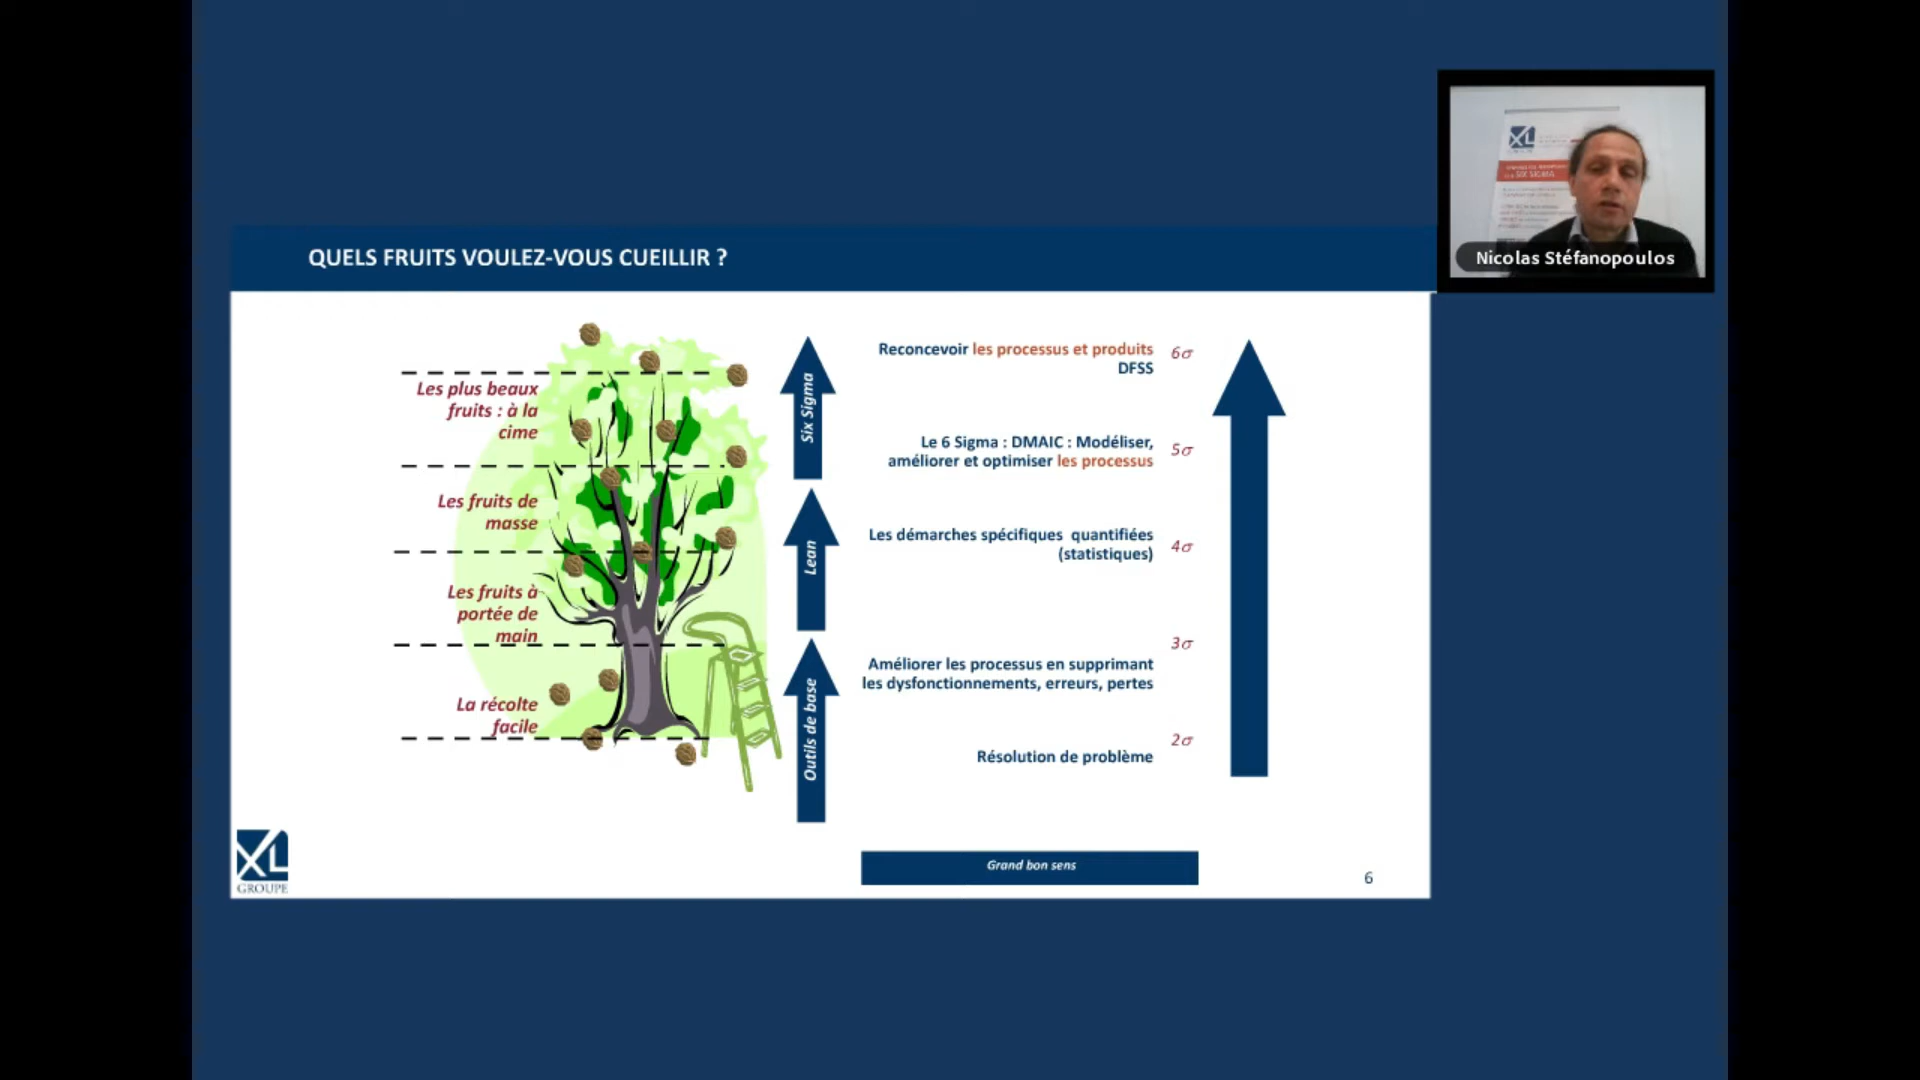 QUELS FRUITS VOULEZ-VOUS CUEILLIR ?
Les plus beaux
fruits : à la
cime
Les fruits de
masse
Les fruits à
portée de
main
La récolte
facile
Six Sigma
Lean
Outils de base
Reconcevoir les processus et produits
DFSS
6σ
Le 6 Sigma : DMAIC : Modéliser,
améliorer et optimiser les processus
5σ
Les démarches spécifiques quantifiées
(statistiques)
4σ
3σ
Améliorer les processus en supprimant
les dysfonctionnements, erreurs, pertes
2σ
Résolution de problème
Grand bon sens
6
XL
GROUPE
XL
SIX SIGMA
Nicolas Stéfanopoulos